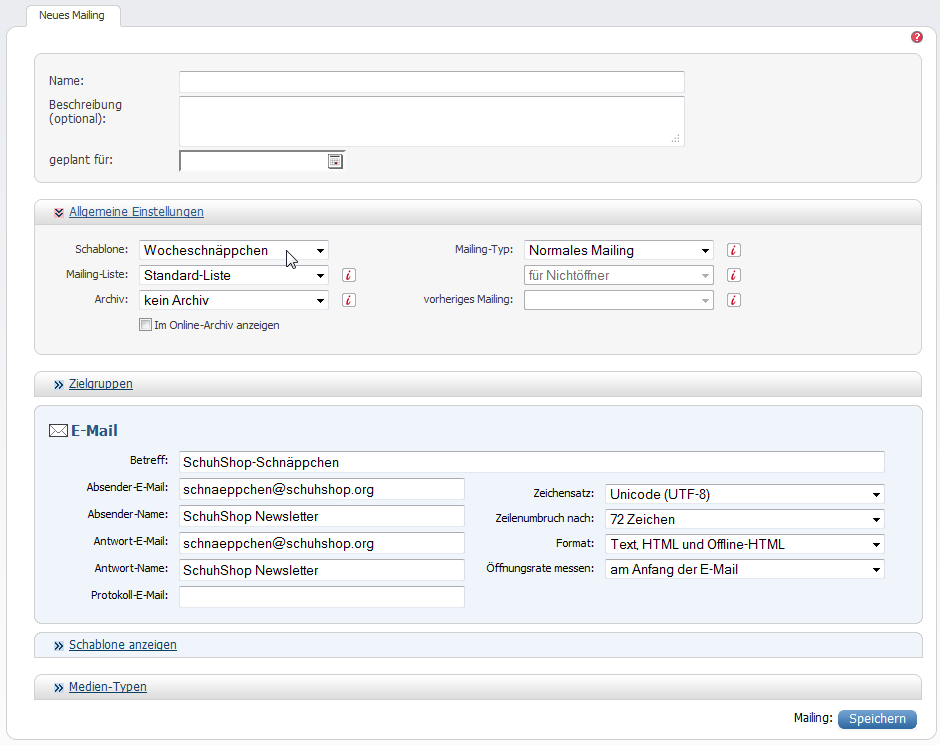 Neues Mailing
?
Name:
Beschreibung
(optional):
geplant für:
Allgemeine Einstellungen
Schablone: Wocheschnäppchen Mailing-Typ: Normales Mailing i
Mailing-Liste: Standard-Liste i für Nichtöffner i
Archiv: kein Archiv i vorheriges Mailing: i
Im Online-Archiv anzeigen
Zielgruppen
E-Mail
Betreff: SchuhShop-Schnäppchen
Absender-E-Mail: schnaeppchen@schuhshop.org Zeichensatz: Unicode (UTF-8)
Absender-Name: SchuhShop Newsletter Zeilenumbruch nach: 72 Zeichen
Antwort-E-Mail: schnaeppchen@schuhshop.org Format: Text, HTML und Offline-HTML
Antwort-Name: SchuhShop Newsletter Öffnungsrate messen: am Anfang der E-Mail
Protokoll-E-Mail:
Schablone anzeigen
Medien-Typen
Mailing: Speichern